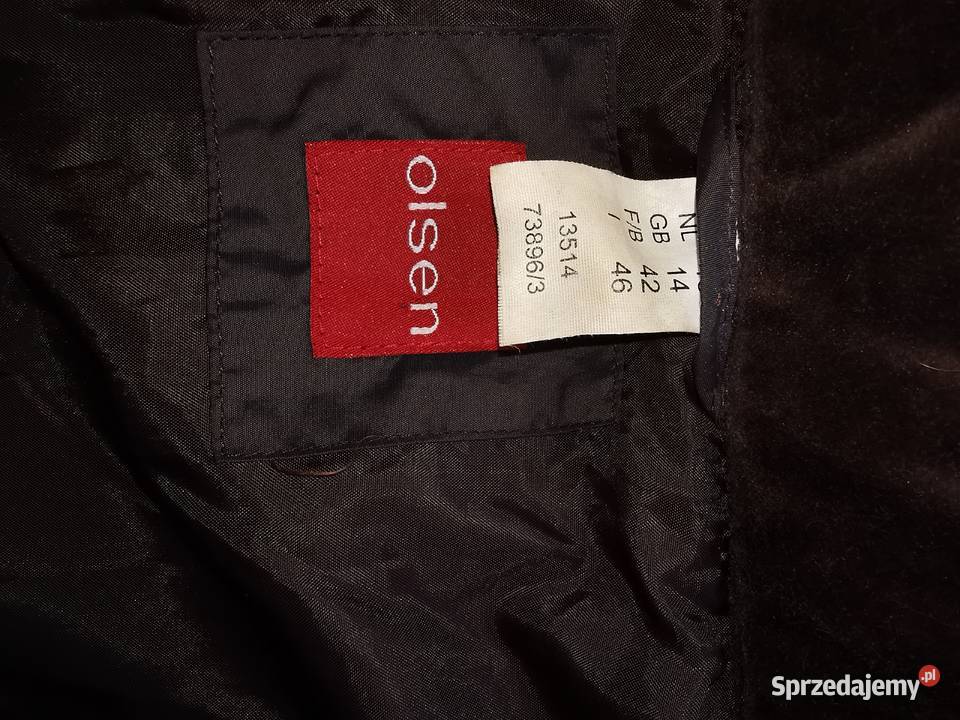 olsen
NL
GB 14
F/B 42
I 46
13514
73896/3
Sprzedajemy.pl